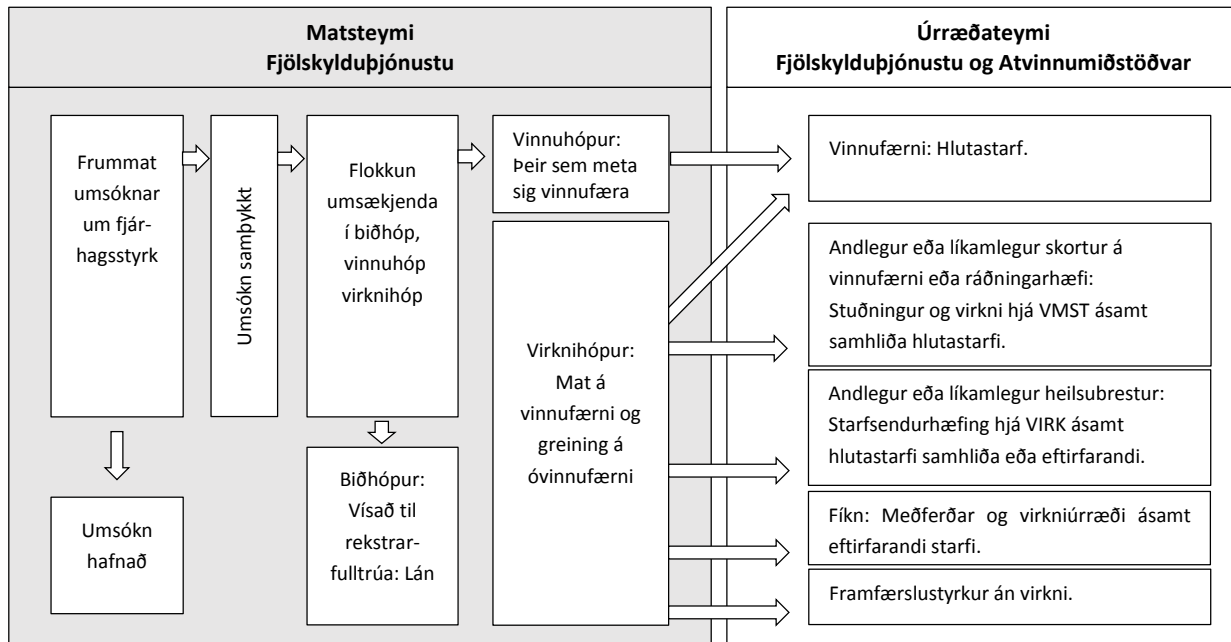 Matsteymi
Fjölskylduþjónustu
Úrræðateymi
Fjölskylduþjónustu og Atvinnumiðstöðvar
Frummat
umsóknar
um fjár-
hagsstyrk
Umsókn samþykkt
Flokkun
umsækjenda
í biðhóp,
vinnuhóp
virknihóp
Vinnuhópur:
Þeir sem meta
sig vinnufæra
Umsókn
hafnað
Biðhópur:
Vísað til
rekstrar-
fulltrúa: Lán
Virknihópur:
Mat á
vinnufærni og
greining á
óvinnufærni
Vinnufærni: Hlutastarf.
Andlegur eða líkamlegur skortur á
vinnufærni eða ráðningarhæfi:
Stuðningur og virkni hjá VMST ásamt
samhliða hlutastarfi.
Andlegur eða líkamlegur heilsubrestur:
Starfsendurhæfing hjá VIRK ásamt
hlutastarfi samhliða eða eftirfarandi.
Fíkn: Meðferðar og virkniúrræði ásamt
eftirfarandi starfi.
Framfærslustyrkur án virkni.